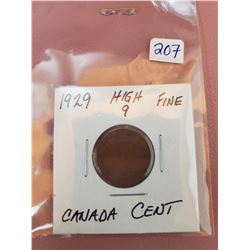 207
1929 HIGH FINE
9
CANADA CENT